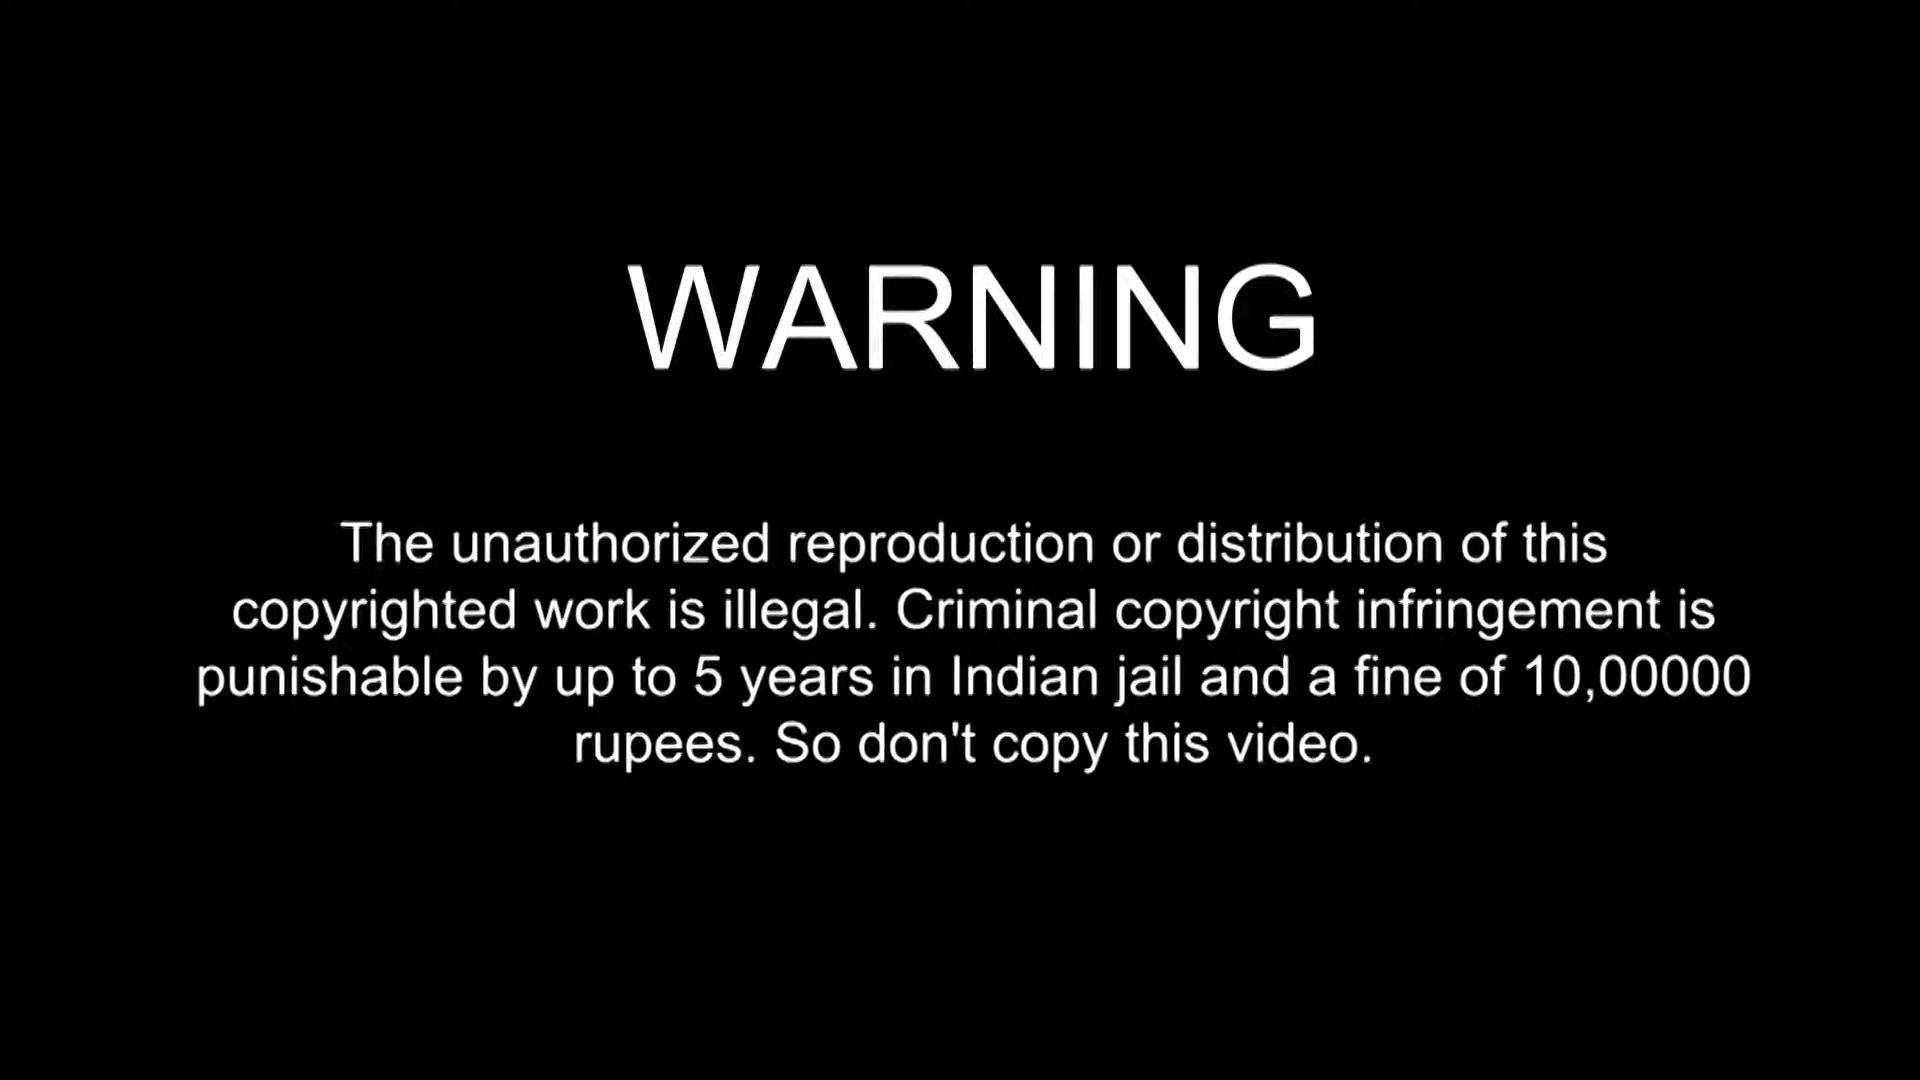 WARNING
The unauthorized reproduction or distribution of this
copyrighted work is illegal. Criminal copyright infringement is
punishable by up to 5 years in Indian jail and a fine of 10,00000
rupees. So don't copy this video.